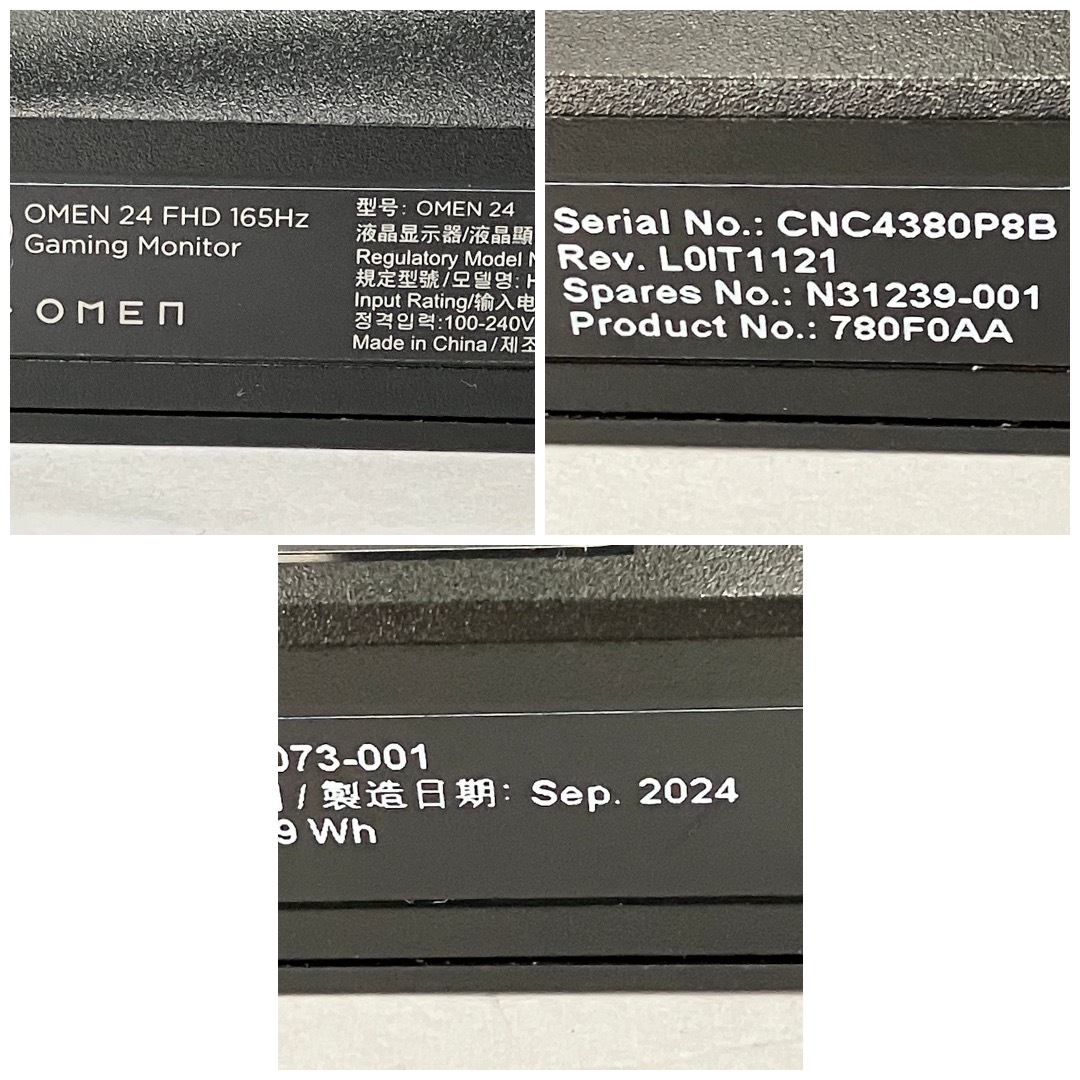 OMEN 24 FHD 165Hz
Gaming Monitor
OMEN
型号: OMEN 24
液晶显示器/液晶顯
Regulatory Model
規定型號/모델명:
Input Rating/输入电
정격입력:100-240V
Made in China/제조
Serial No.: CNC4380P8B
Rev. L0IT1121
Spares No.: N31239-001
Product No.: 780F0AA
073-001
/ 製造日期: Sep. 2024
9 Wh